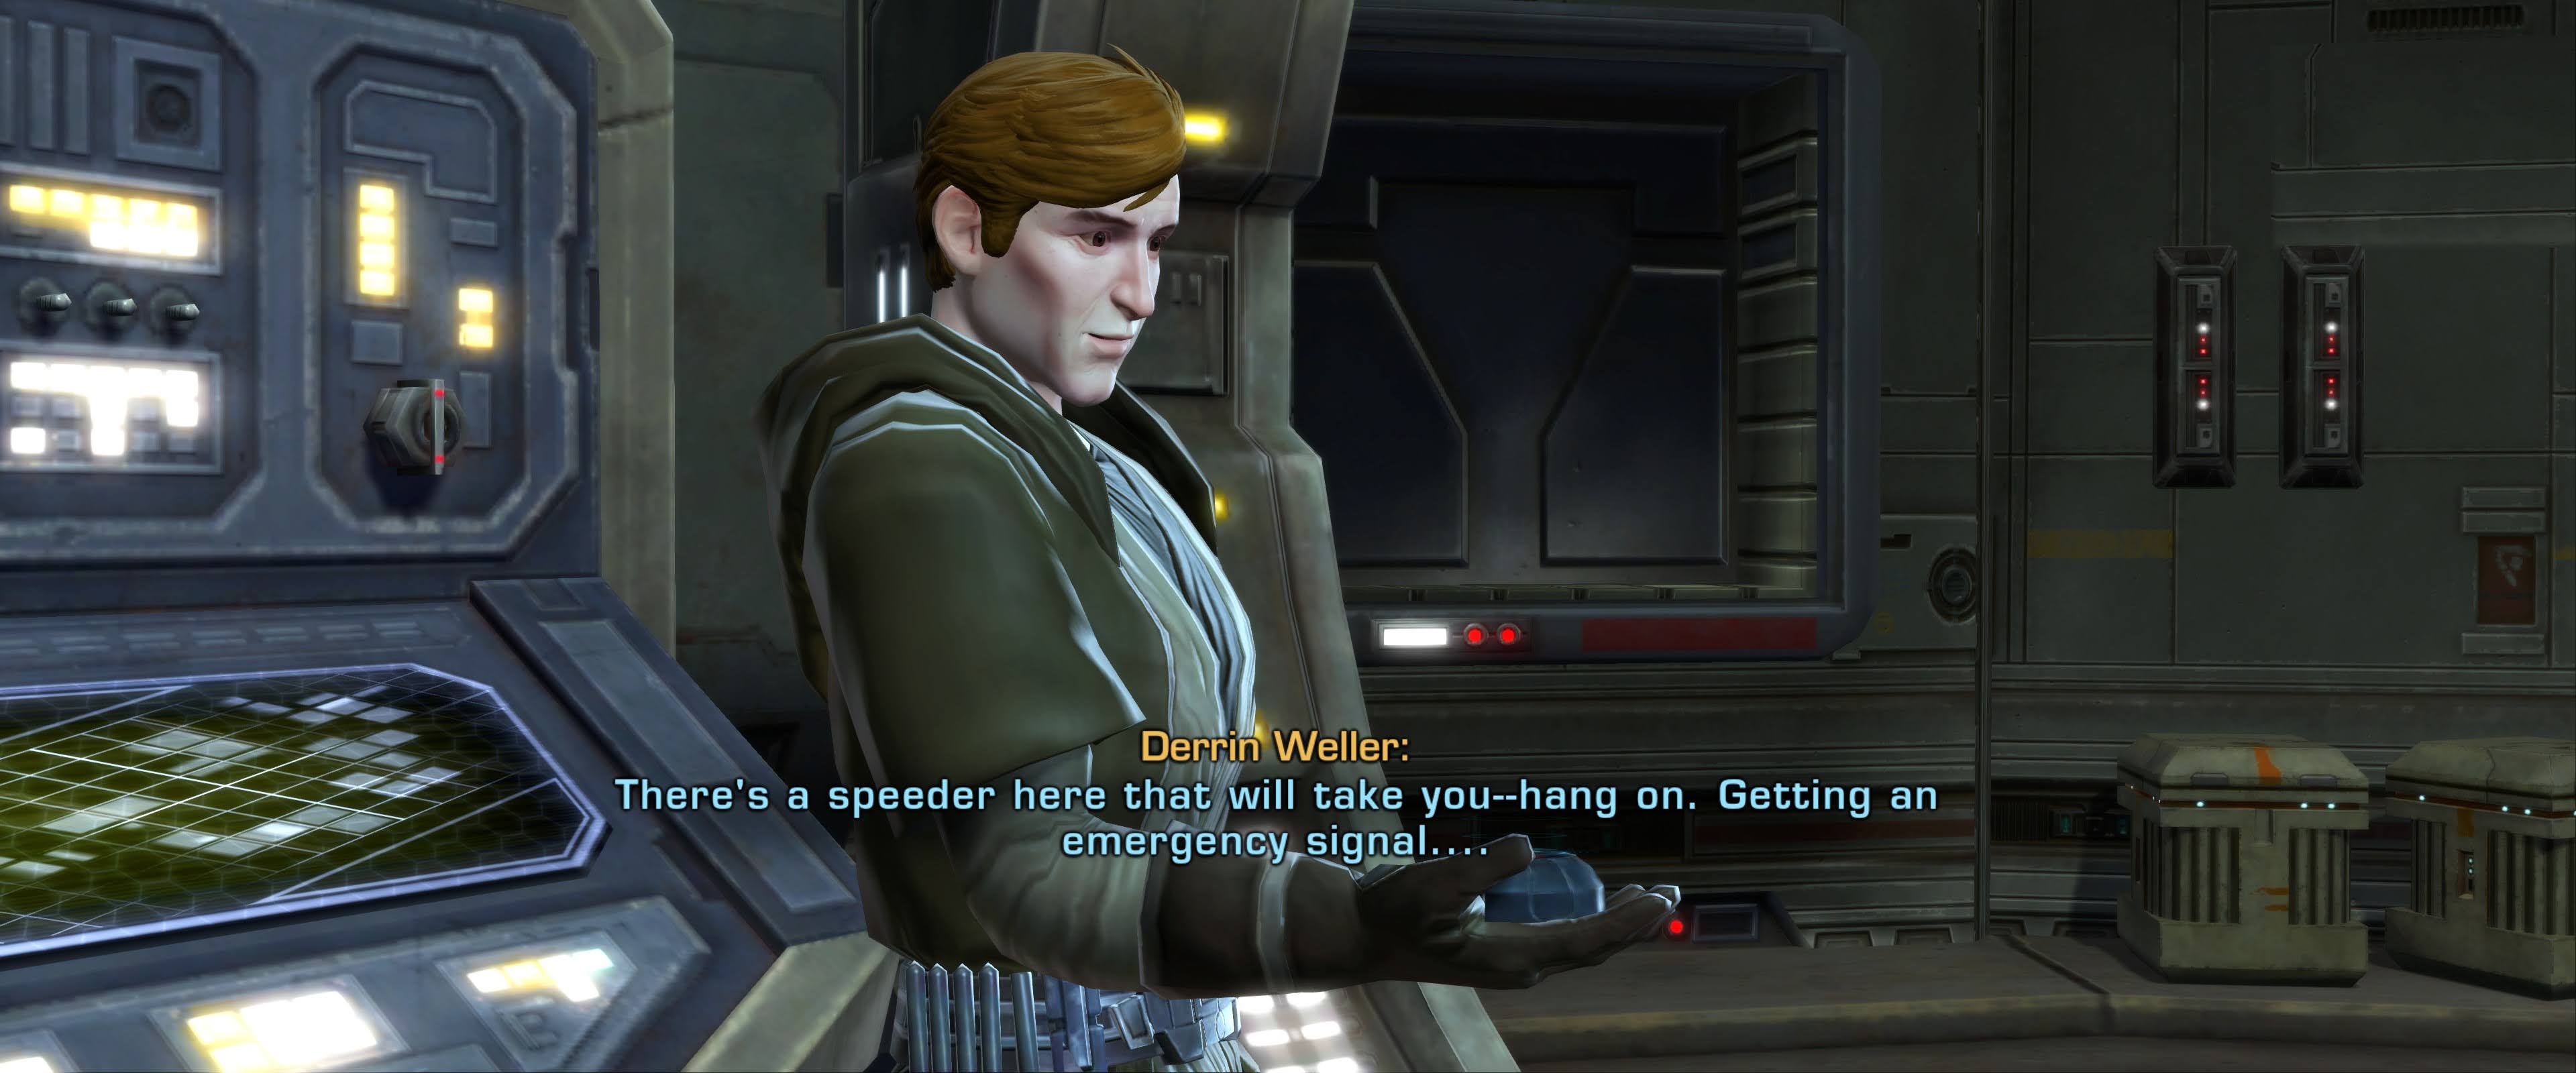 Derrin Weller:
There's a speeder here that will take you--hang on. Getting an
emergency signal....